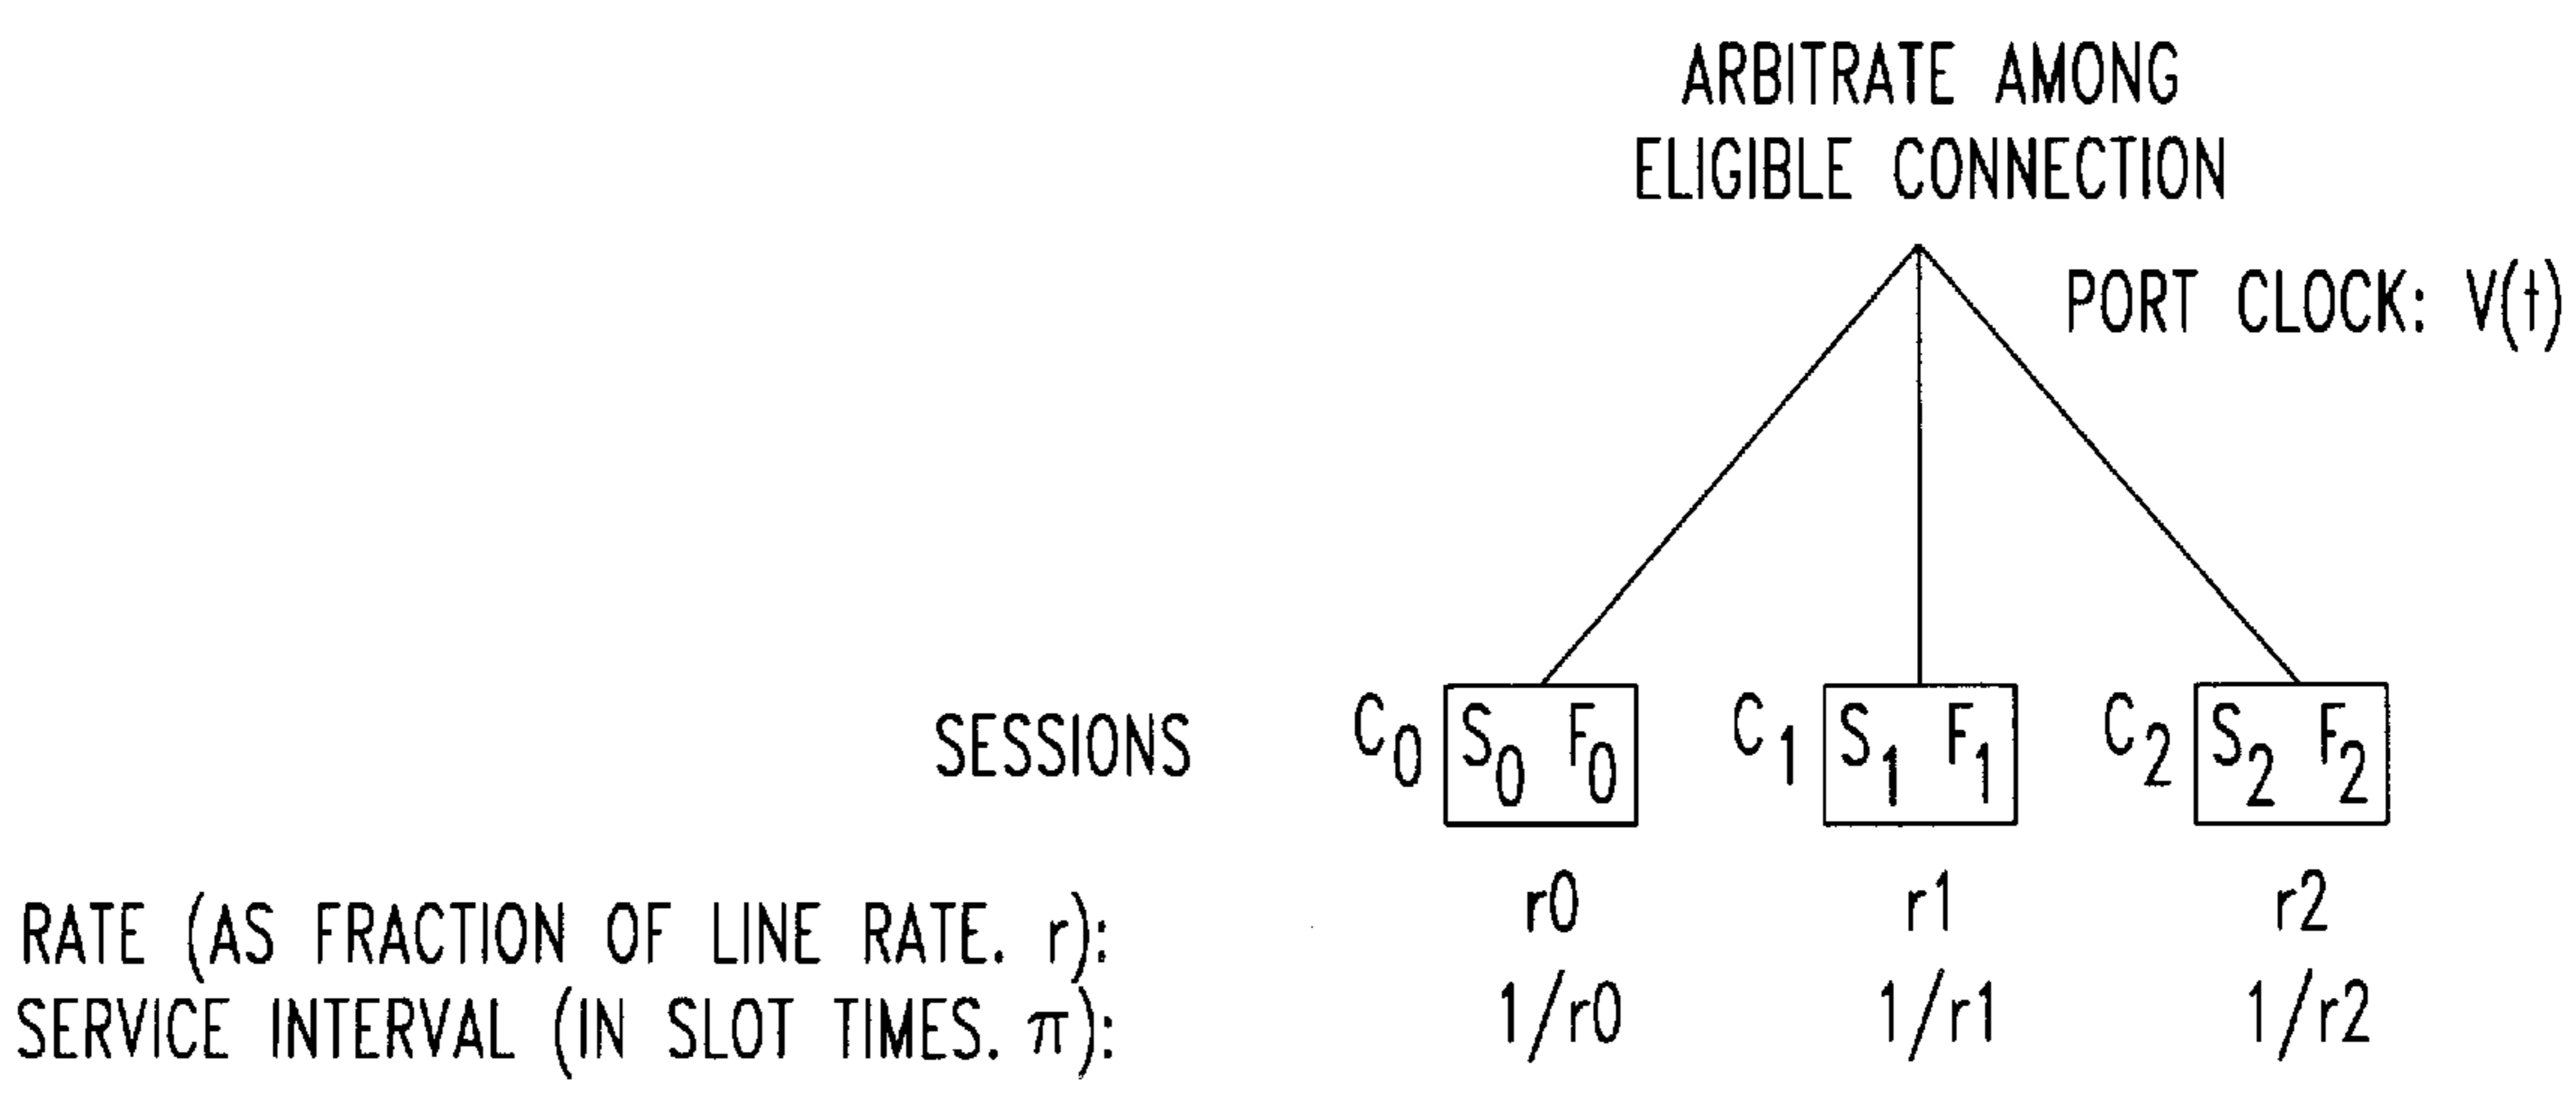 ARBITRATE AMONG
ELIGIBLE CONNECTION
PORT CLOCK: V(t)
SESSIONS C0 S0 F0 C1 S1 F1 C2 S2 F2
RATE (AS FRACTION OF LINE RATE. r): r0 r1 r2
SERVICE INTERVAL (IN SLOT TIMES. π): 1/r0 1/r1 1/r2